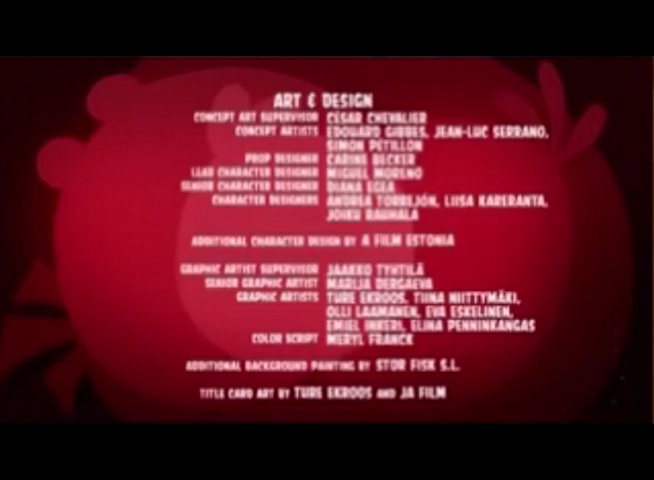 ART & DESIGN
CONCEPT ART SUPERVISOR CESAR CHEVALIER
CONCEPT ARTISTS EDOUARD GIBBES, JEAN-LUC SERRANO,
SIMON PETILLON
PROP DESIGNER CARINE BECKER
LEAD CHARACTER DESIGNER MIGUEL MORENO
SENIOR CHARACTER DESIGNER DIANA EGEA
CHARACTER DESIGNERS ANDREA TORREJÓN, LIISA KARERANTA,
JOIKU RAUHALA
ADDITIONAL CHARACTER DESIGN BY A FILM ESTONIA
GRAPHIC ARTIST SUPERVISOR JAAKKO TYHTILÄ
SENIOR GRAPHIC ARTIST MARIJA DERGAEVA
GRAPHIC ARTISTS TURE EKROOS, TIINA NIITTYMÄKI,
OLLI LAAMANEN, EVA ESKELINEN,
EMIEL INKERI, ELINA PENNINKANGAS
COLOR SCRIPT MERYL FRANCK
ADDITIONAL BACKGROUND PAINTING BY STOR FISK S.L.
TITLE CARD ART BY TURE EKROOS AND JA FILM